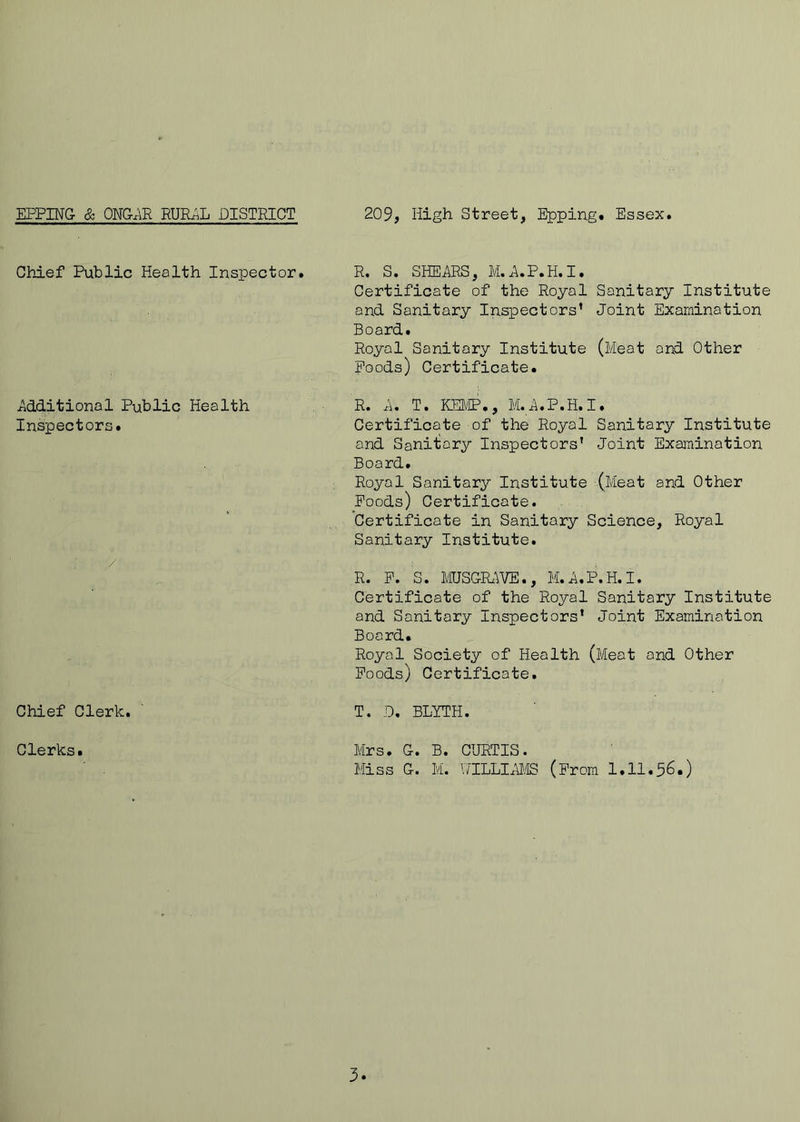 EPPING & ONGAR RURAL DISTRICT
209, High Street, Epping. Essex.
Chief Public Health Inspector.
R. S. SHEARS, M.A.P.H.I.
Certificate of the Royal Sanitary Institute
and Sanitary Inspectors' Joint Examination
Board.
Royal Sanitary Institute (Meat and Other
Foods) Certificate.
Additional Public Health
Inspectors.
R. A. T. KEMP., M.A.P.H.I.
Certificate of the Royal Sanitary Institute
and Sanitary Inspectors' Joint Examination
Board.
Royal Sanitary Institute (Meat and Other
Foods) Certificate.
Certificate in Sanitary Science, Royal
Sanitary Institute.
R. F. S. MUSGRAVE., M.A.P.H.I.
Certificate of the Royal Sanitary Institute
and Sanitary Inspectors' Joint Examination
Board.
Royal Society of Health (Meat and Other
Foods) Certificate.
Chief Clerk.
T. D. BLYTH.
Clerks.
Mrs. G. B. CURTIS.
Miss G. M. WILLIAMS (From 1.11.56.)
3.